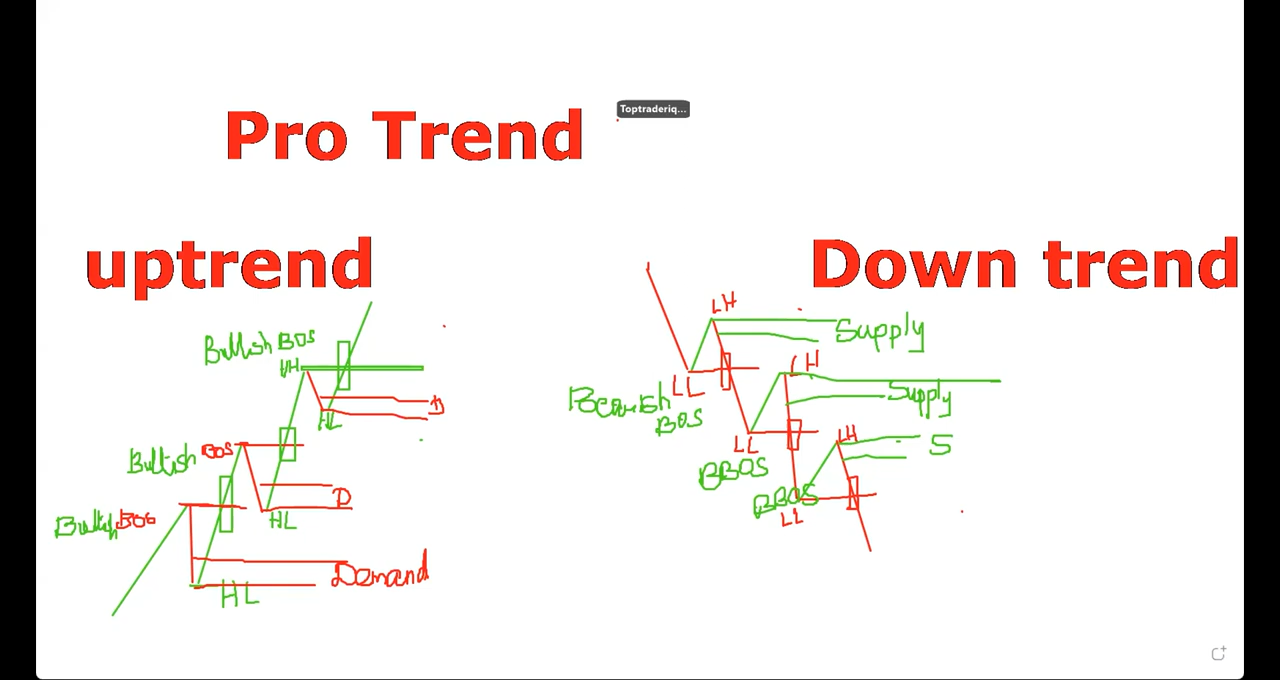 Toptraderiq...
Pro Trend
uptrend
Down trend
LH
Bullish BOS
Supply
HH
LH
LL
Supply
D
Bearish
HL
BOS
LH
S
LL
BOS
Bullish
BBOS
D
BBOS
HL
LL
BOS
Demand
HL